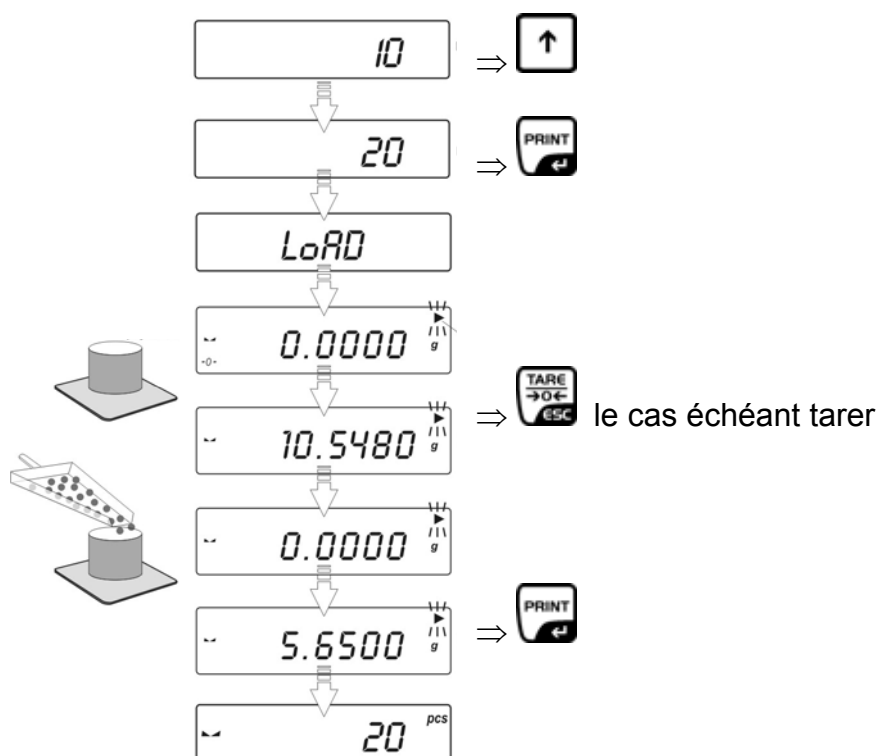 10 ⇒ ↑
20 ⇒ PRINT
LoAD
0.0000 g
-0-
10.5480 g ⇒ TARE →0← ESC le cas échéant tarer
0.0000 g
5.6500 g ⇒ PRINT
20 pcs